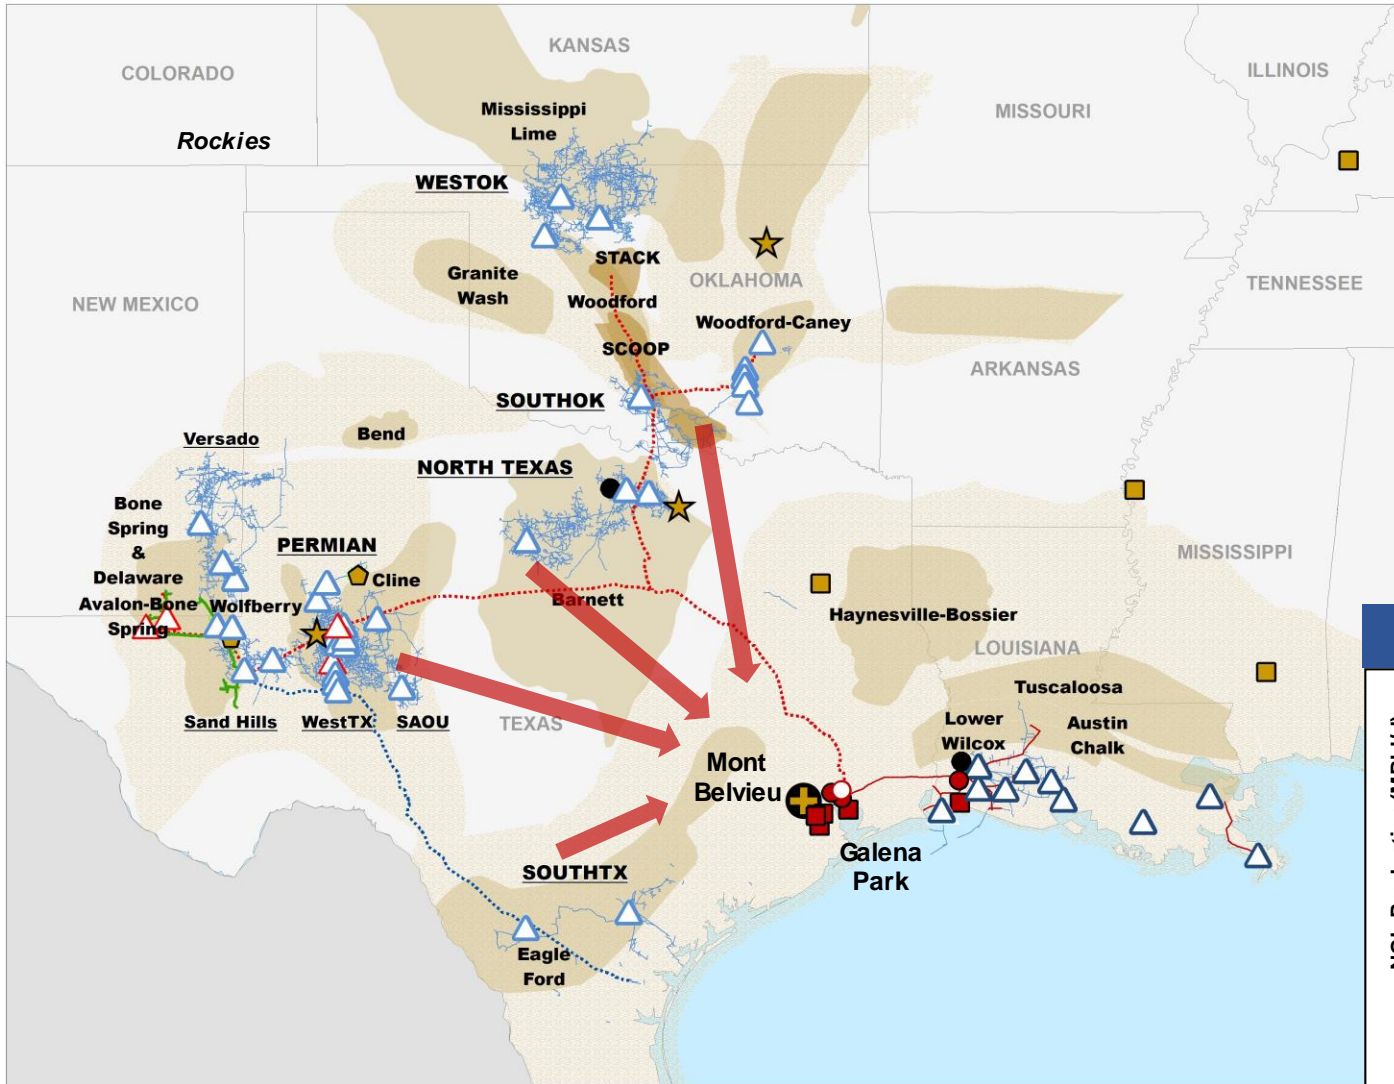 KANSAS
COLORADO
ILLINOIS
Mississippi
Lime
MISSOURI
Rockies
WESTOK
STACK
Granite
Wash
OKLAHOMA
TENNESSEE
NEW MEXICO
Woodford
Woodford-Caney
SCOOP
ARKANSAS
SOUTHOK
Versado
Bend
NORTH TEXAS
Bone
Spring
&
Delaware
Avalon-Bone
Spring
PERMIAN
Cline
Wolfberry
Barnett
MISSISSIPPI
Haynesville-Bossier
LOUISIANA
Tuscaloosa
Sand Hills
WestTX
SAOU
TEXAS
Lower
Wilcox
Austin
Chalk
Mont
Belvieu
Galena
Park
SOUTHTX
Eagle
Ford